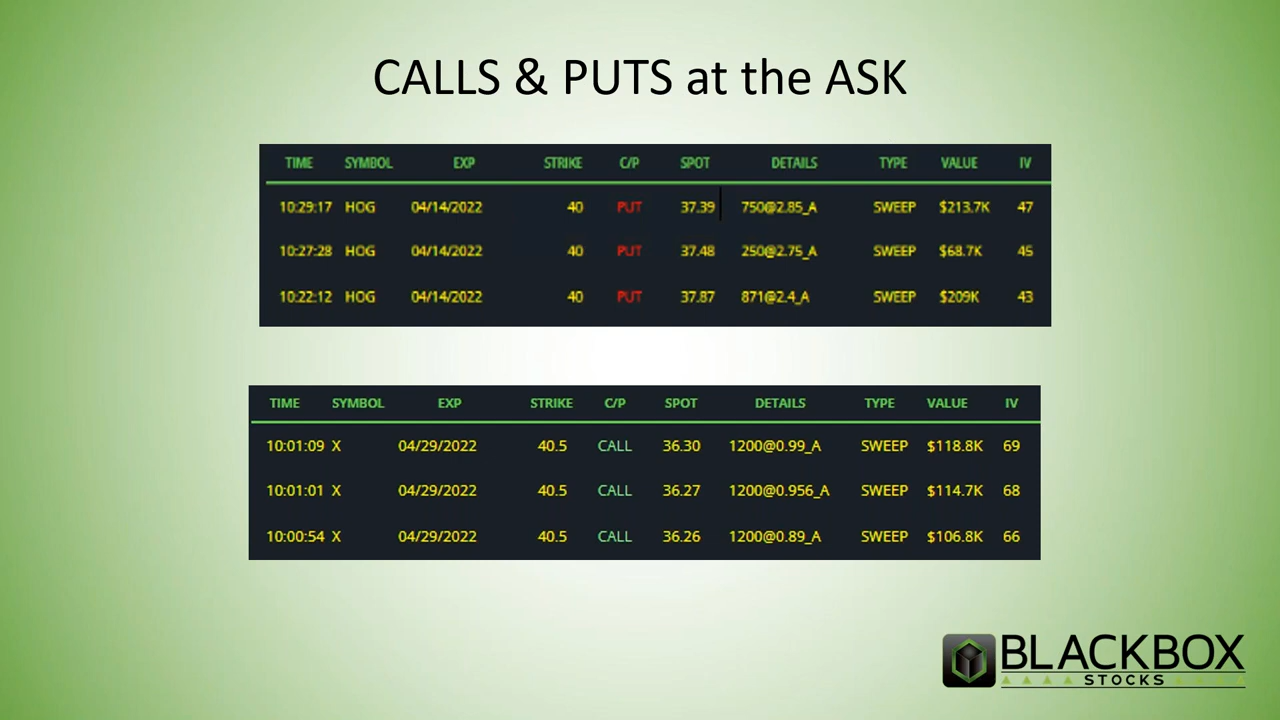 CALLS & PUTS at the ASK
TIME SYMBOL EXP STRIKE C/P SPOT DETAILS TYPE VALUE IV
10:29:17 HOG 04/14/2022 40 PUT 37.39 750@2.85_A SWEEP $213.7K 47
10:27:28 HOG 04/14/2022 40 PUT 37.48 250@2.75_A SWEEP $68.7K 45
10:22:12 HOG 04/14/2022 40 PUT 37.87 871@2.4_A SWEEP $209K 43
TIME SYMBOL EXP STRIKE C/P SPOT DETAILS TYPE VALUE IV
10:01:09 X 04/29/2022 40.5 CALL 36.30 1200@0.99_A SWEEP $118.8K 69
10:01:01 X 04/29/2022 40.5 CALL 36.27 1200@0.956_A SWEEP $114.7K 68
10:00:54 X 04/29/2022 40.5 CALL 36.26 1200@0.89_A SWEEP $106.8K 66
BLACKBOX
STOCKS